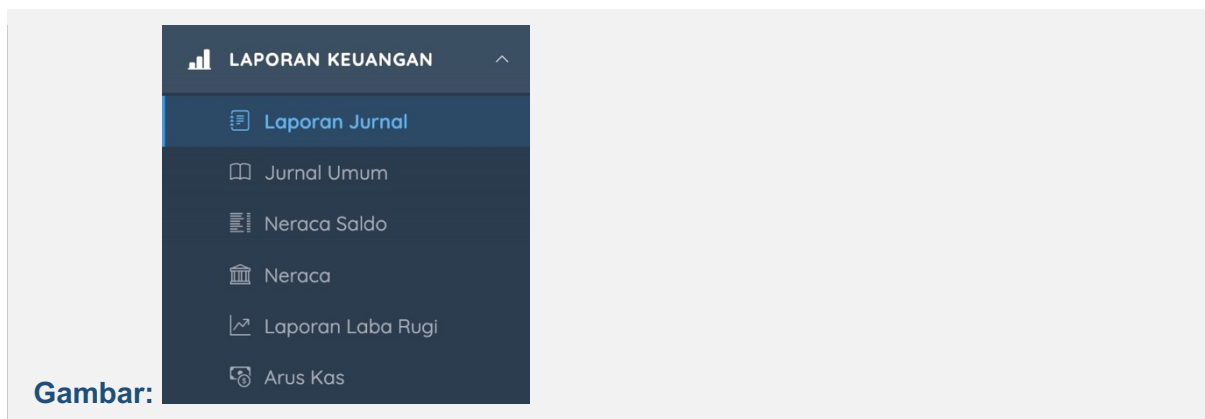 LAPORAN KEUANGAN
Laporan Jurnal
Jurnal Umum
Neraca Saldo
Neraca
Laporan Laba Rugi
Arus Kas
Gambar: